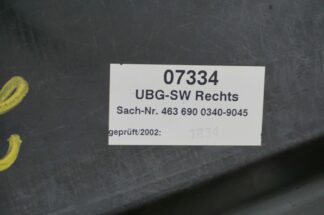 07334
UBG-SW Rechts
Sach-Nr. 463 690 0340-9045
geprüft/2002: